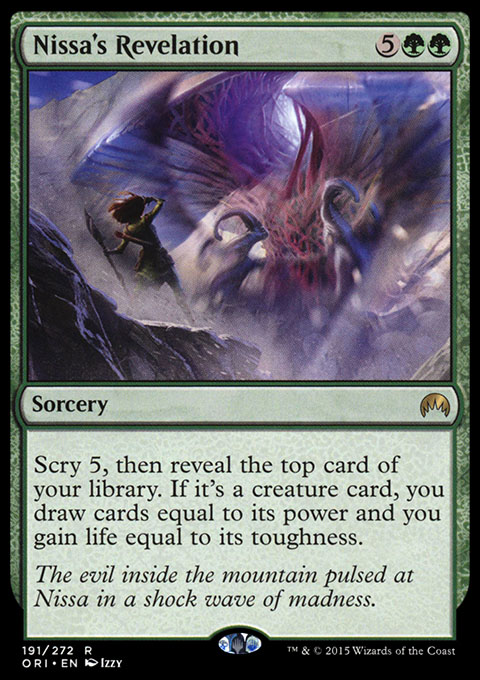 Nissa's Revelation 5
Sorcery
Scry 5, then reveal the top card of
your library. If it's a creature card, you
draw cards equal to its power and you
gain life equal to its toughness.
The evil inside the mountain pulsed at
Nissa in a shock wave of madness.
191/272 R
ORI • EN Izzy
™ & © 2015 Wizards of the Coast